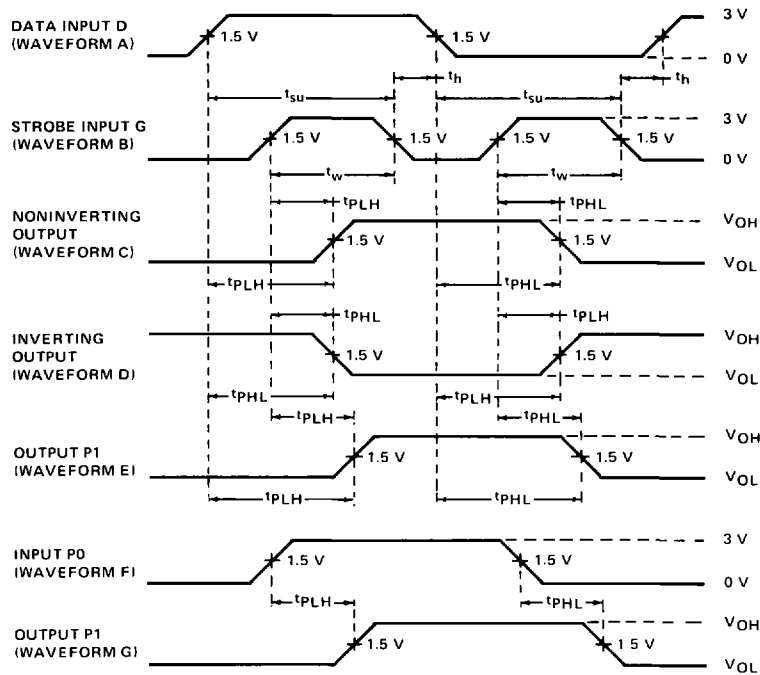 DATA INPUT D
(WAVEFORM A)
1.5 V
1.5 V
3 V
0 V
tsu
th
tsu
th
STROBE INPUT G
(WAVEFORM B)
1.5 V
1.5 V
1.5 V
1.5 V
3 V
0 V
tw
tw
tPLH
tPHL
NONINVERTING
OUTPUT
(WAVEFORM C)
1.5 V
1.5 V
VOH
VOL
tPLH
tPHL
tPHL
tPLH
INVERTING
OUTPUT
(WAVEFORM D)
1.5 V
1.5 V
VOH
VOL
tPHL
tPLH
tPLH
tPHL
OUTPUT P1
(WAVEFORM E)
1.5 V
1.5 V
VOH
VOL
tPLH
tPHL
INPUT P0
(WAVEFORM F)
1.5 V
1.5 V
3 V
0 V
tPLH
tPHL
OUTPUT P1
(WAVEFORM G)
1.5 V
1 5 V
VOH
VOL